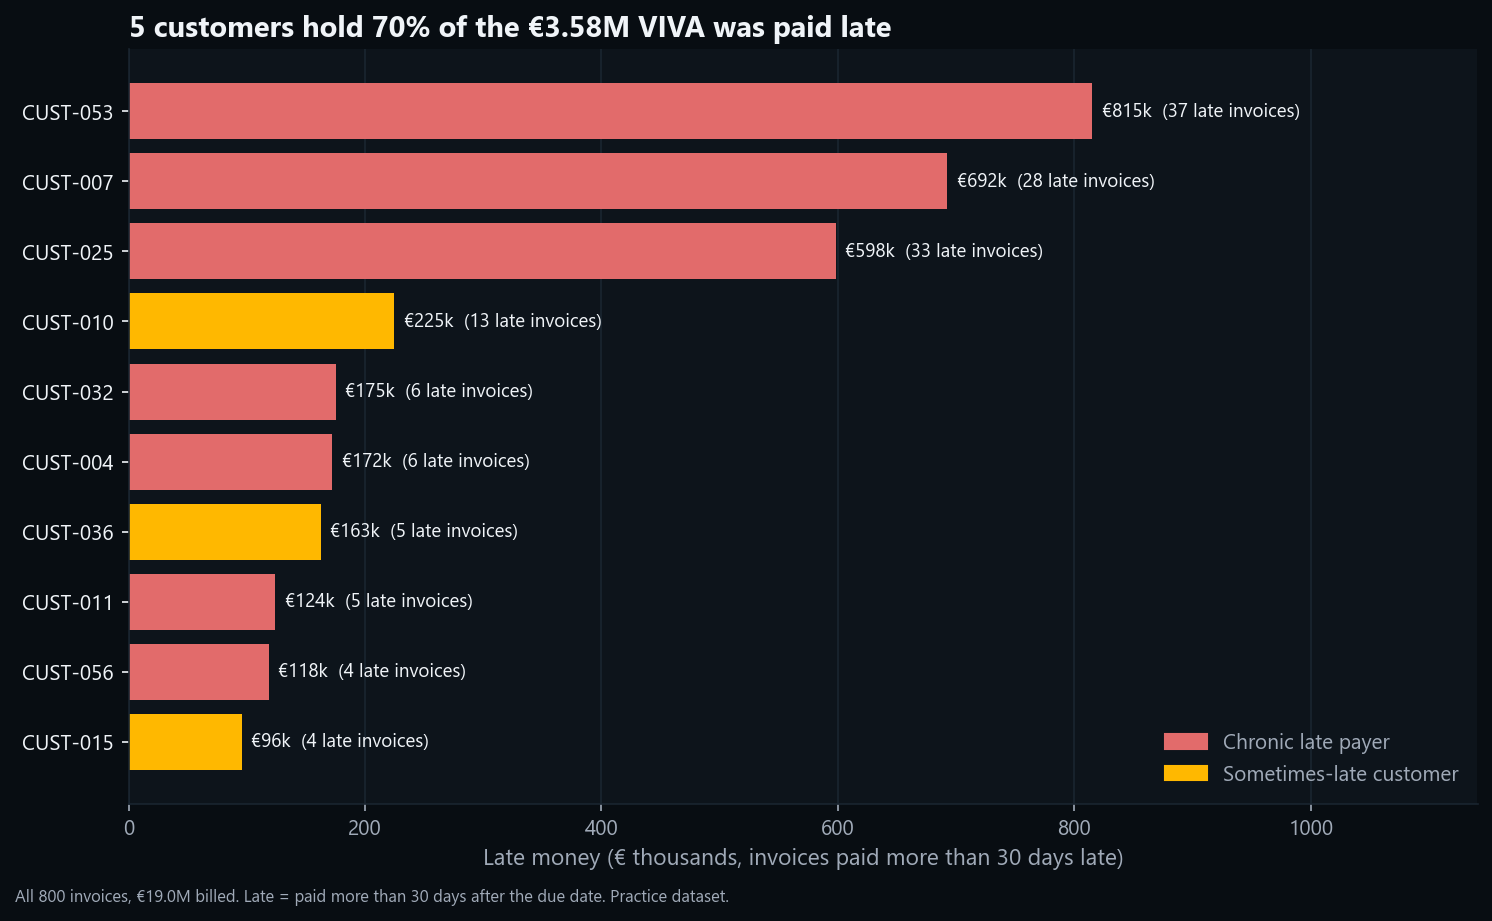 5 customers hold 70% of the €3.58M VIVA was paid late
CUST-053 €815k (37 late invoices)
CUST-007 €692k (28 late invoices)
CUST-025 €598k (33 late invoices)
CUST-010 €225k (13 late invoices)
CUST-032 €175k (6 late invoices)
CUST-004 €172k (6 late invoices)
CUST-036 €163k (5 late invoices)
CUST-011 €124k (5 late invoices)
CUST-056 €118k (4 late invoices)
CUST-015 €96k (4 late invoices)
Chronic late payer
Sometimes-late customer
0 200 400 600 800 1000
Late money (€ thousands, invoices paid more than 30 days late)
All 800 invoices, €19.0M billed. Late = paid more than 30 days after the due date. Practice dataset.